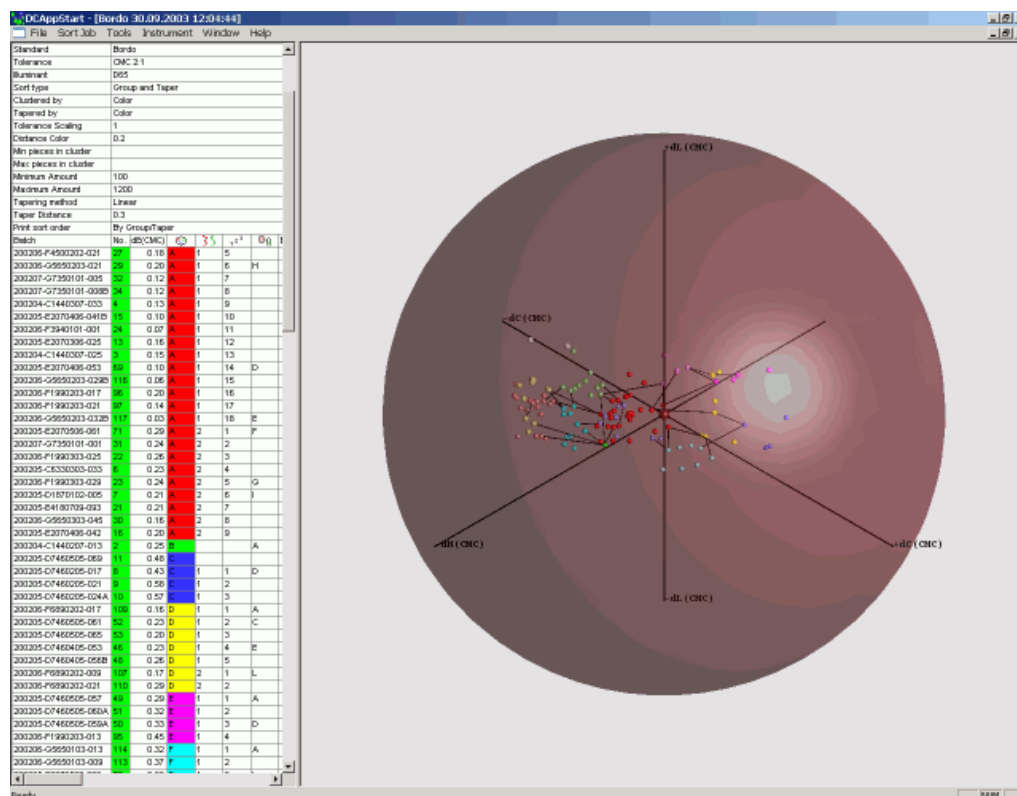 DCAppStart - [Bordo 30.09.2003 12:04:44]
File Sort Job Tools Instrument Window Help
Standard Bordo
Tolerance CMC 2:1
Illuminant D65
Sort type Group and Taper
Clustered by Color
Tapered by Color
Tolerance Scaling 1
Distance Color 0.2
Min pieces in cluster
Max pieces in cluster
Minimum Amount 100
Maximum Amount 1200
Tapering method Linear
Taper Distance 0.3
Print sort order By Group/Taper
Batch No. dE(CMC)
200206-F4500202-021 27 0.18 A 1 5
200206-G5650203-021 29 0.20 A 1 6 H
200207-G7350101-005 32 0.12 A 1 7
200207-G7350101-008B 34 0.12 A 1 8
200204-C1440307-033 4 0.13 A 1 9
200205-E2070406-041B 15 0.10 A 1 10
200206-F3940101-001 24 0.07 A 1 11
200205-E2070306-025 13 0.16 A 1 12
200204-C1440307-025 3 0.15 A 1 13
200205-E2070406-053 69 0.10 A 1 14 D
200206-G5650203-029B 116 0.06 A 1 15
200206-F1990203-017 96 0.20 A 1 16
200206-F1990203-021 97 0.14 A 1 17
200206-G5650203-032B 117 0.03 A 1 18 E
200205-E2070506-061 71 0.29 A 2 1 F
200207-G7350101-001 31 0.24 A 2 2
200206-F1990303-025 22 0.26 A 2 3
200205-C8330303-033 6 0.23 A 2 4
200206-F1990303-029 23 0.24 A 2 5 G
200205-D1870102-005 7 0.21 A 2 6 I
200205-E4180709-093 21 0.21 A 2 7
200206-G5650303-045 30 0.16 A 2 8
200205-E2070406-042 16 0.20 A 2 9
200204-C1440207-013 2 0.25 B A
200205-D7460505-069 11 0.48 C
200205-D7460205-017 8 0.43 C 1 1 D
200205-D7460205-021 9 0.58 C 1 2
200205-D7460205-024A 10 0.57 C 1 3
200206-F6890202-017 109 0.16 D 1 1 A
200205-D7460505-061 52 0.23 D 1 2 C
200205-D7460505-065 53 0.20 D 1 3
200205-D7460405-053 46 0.23 D 1 4 E
200205-D7460405-056B 48 0.26 D 1 5
200206-F6890202-009 107 0.17 D 2 1 L
200206-F6890202-021 110 0.29 D 2 2
200205-D7460505-057 49 0.29 E 1 1 A
200205-D7460505-060A 51 0.32 E 1 2
200205-D7460505-059A 50 0.33 E 1 3 D
200206-F1990203-013 95 0.45 E 1 4
200206-G5650103-013 114 0.32 F 1 1 A
200206-G5650103-009 113 0.37 F 1 2
+dL(CMC)
-dC(CMC)
-dH(CMC)
+dC(CMC)
-dL(CMC)
Ready
NUM